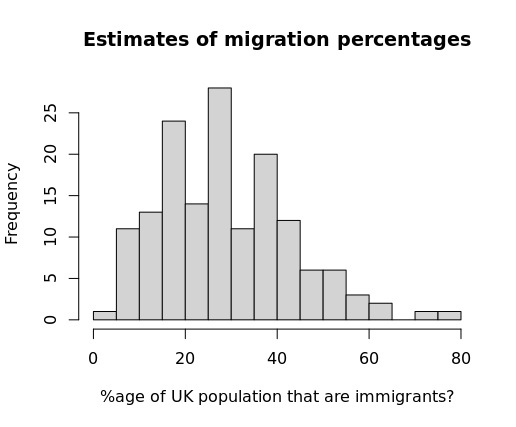 Estimates of migration percentages
Frequency
25
20
15
10
5
0
0 20 40 60 80
%age of UK population that are immigrants?